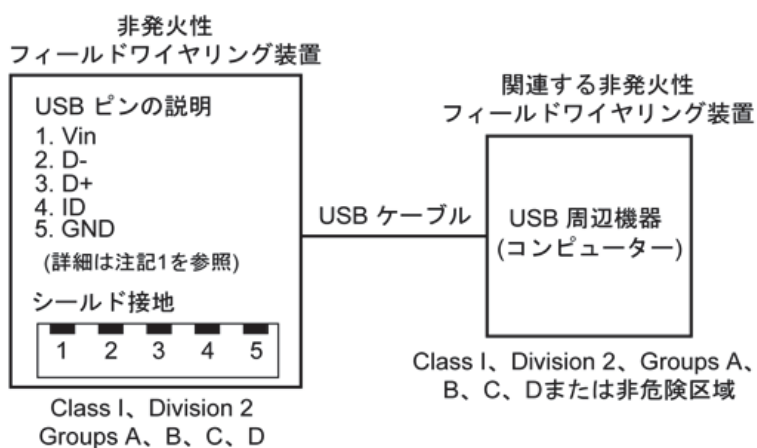 非発火性
フィールドワイヤリング装置
USB ピンの説明
1. Vin
2. D-
3. D+
4. ID
5. GND
(詳細は注記1を参照)
シールド接地
1 2 3 4 5
Class I、Division 2
Groups A、B、C、D
USB ケーブル
関連する非発火性
フィールドワイヤリング装置
USB 周辺機器
(コンピューター)
Class I、Division 2、Groups A、
B、C、Dまたは非危険区域